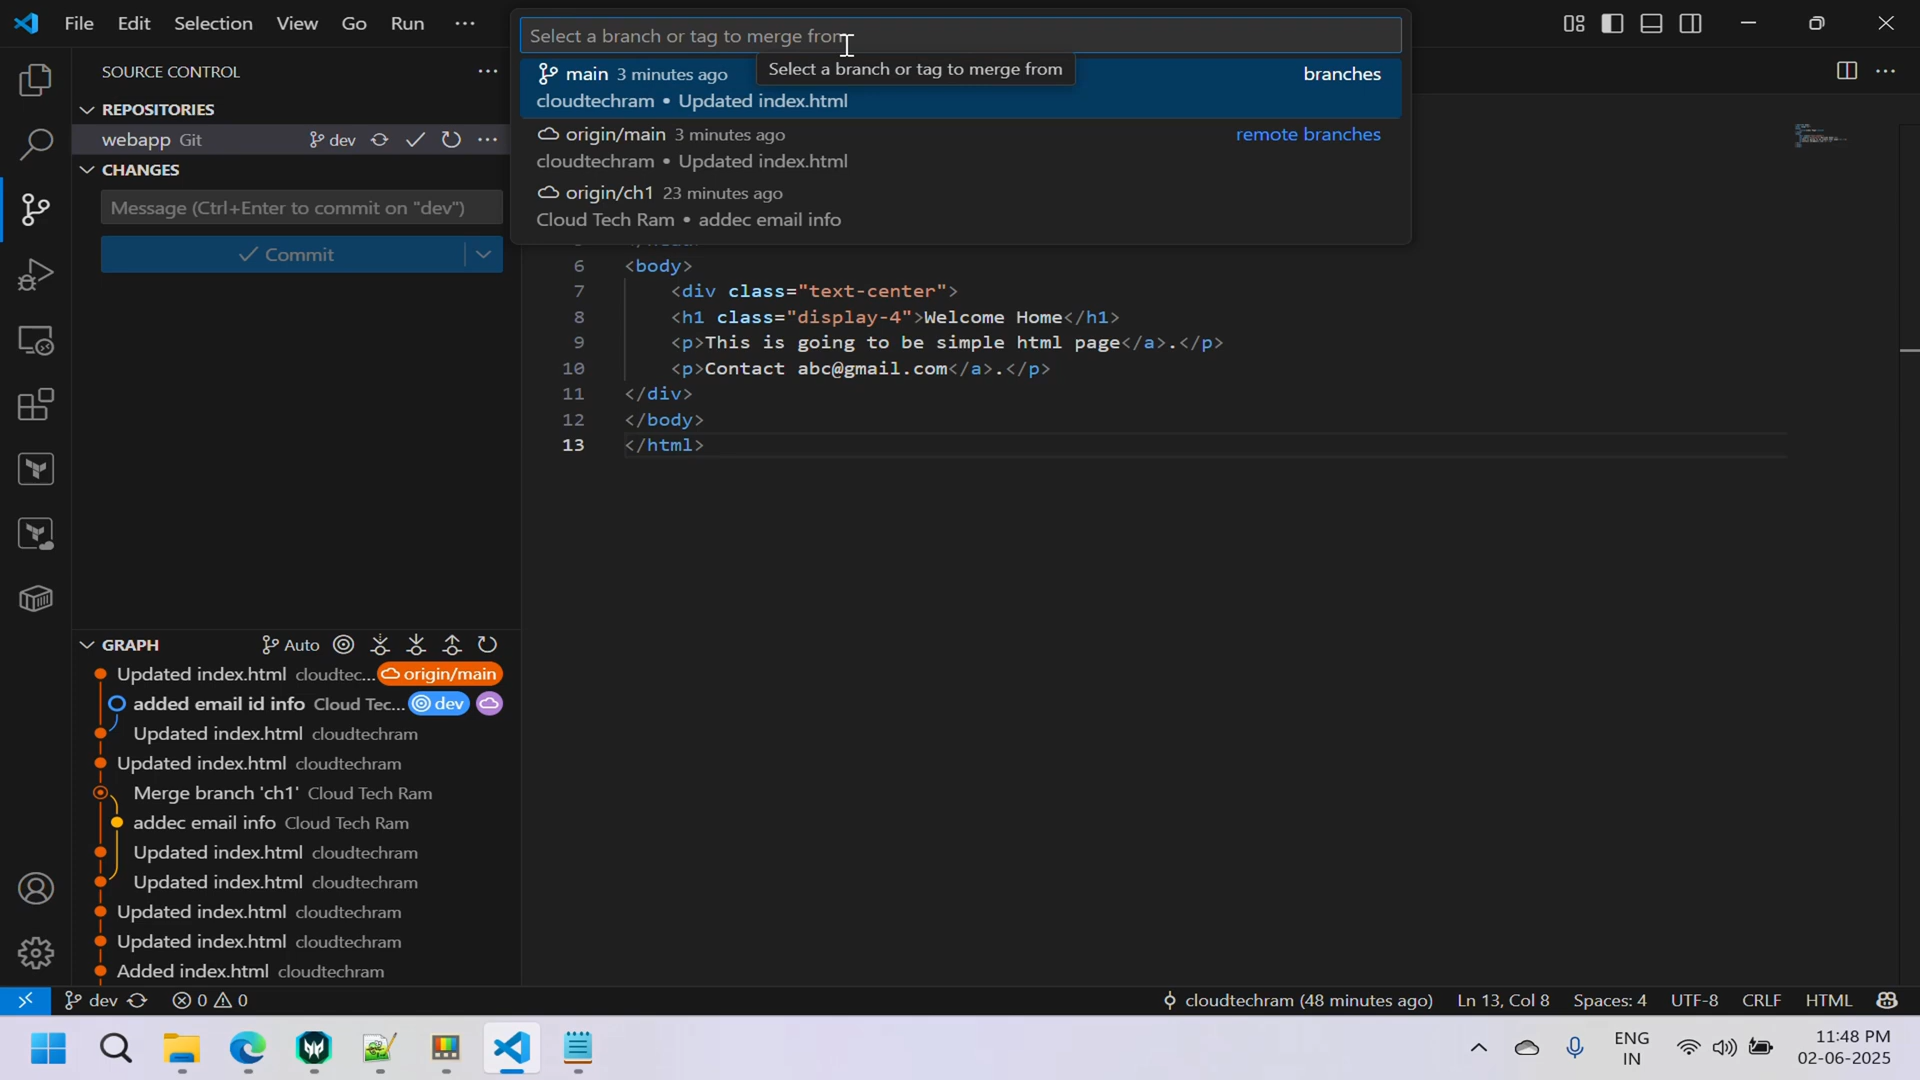 File Edit Selection View Go Run ···
Select a branch or tag to merge from
Select a branch or tag to merge from
main 3 minutes ago branches
cloudtechram • Updated index.html
origin/main 3 minutes ago remote branches
cloudtechram • Updated index.html
origin/ch1 23 minutes ago
Cloud Tech Ram • addec email info
SOURCE CONTROL
REPOSITORIES
webapp Git dev
CHANGES
Message (Ctrl+Enter to commit on "dev")
Commit
6 <body>
7 <div class="text-center">
8 <h1 class="display-4">Welcome Home</h1>
9 <p>This is going to be simple html page</a>.</p>
10 <p>Contact abc@gmail.com</a>.</p>
11 </div>
12 </body>
13 </html>
GRAPH Auto
Updated index.html cloudtec... origin/main
added email id info Cloud Tec... dev
Updated index.html cloudtechram
Updated index.html cloudtechram
Merge branch 'ch1' Cloud Tech Ram
addec email info Cloud Tech Ram
Updated index.html cloudtechram
Updated index.html cloudtechram
Updated index.html cloudtechram
Updated index.html cloudtechram
Added index.html cloudtechram
dev 0 0 cloudtechram (48 minutes ago) Ln 13, Col 8 Spaces: 4 UTF-8 CRLF HTML
ENG
IN
11:48 PM
02-06-2025